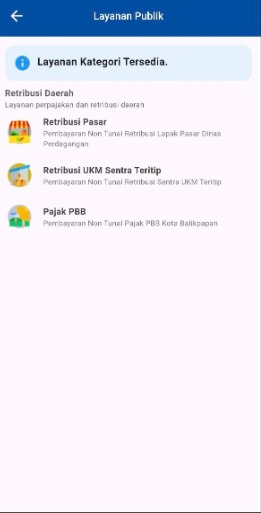 Layanan Publik
Layanan Kategori Tersedia.
Retribusi Daerah
Layanan perpajakan dan retribusi daerah
Retribusi Pasar
Pembayaran Non Tunai Retribusi Lapak Pasar Dinas
Perdagangan
Retribusi UKM Sentra Teritip
Pembayaran Non Tunai Retribusi Sentra UKM Teritip
Pajak PBB
Pembayaran Non Tunai Pajak PBB Kota Balikpapan